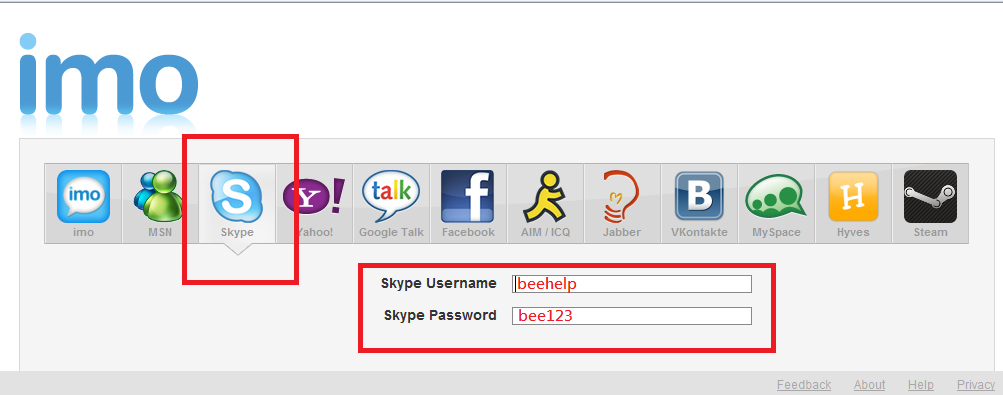 imo
imo
talk
imo MSN Skype Yahoo! Google Talk Facebook AIM / ICQ Jabber VKontakte MySpace Hyves Steam
Skype Username beehelp
Skype Password bee123
Feedback About Help Privacy